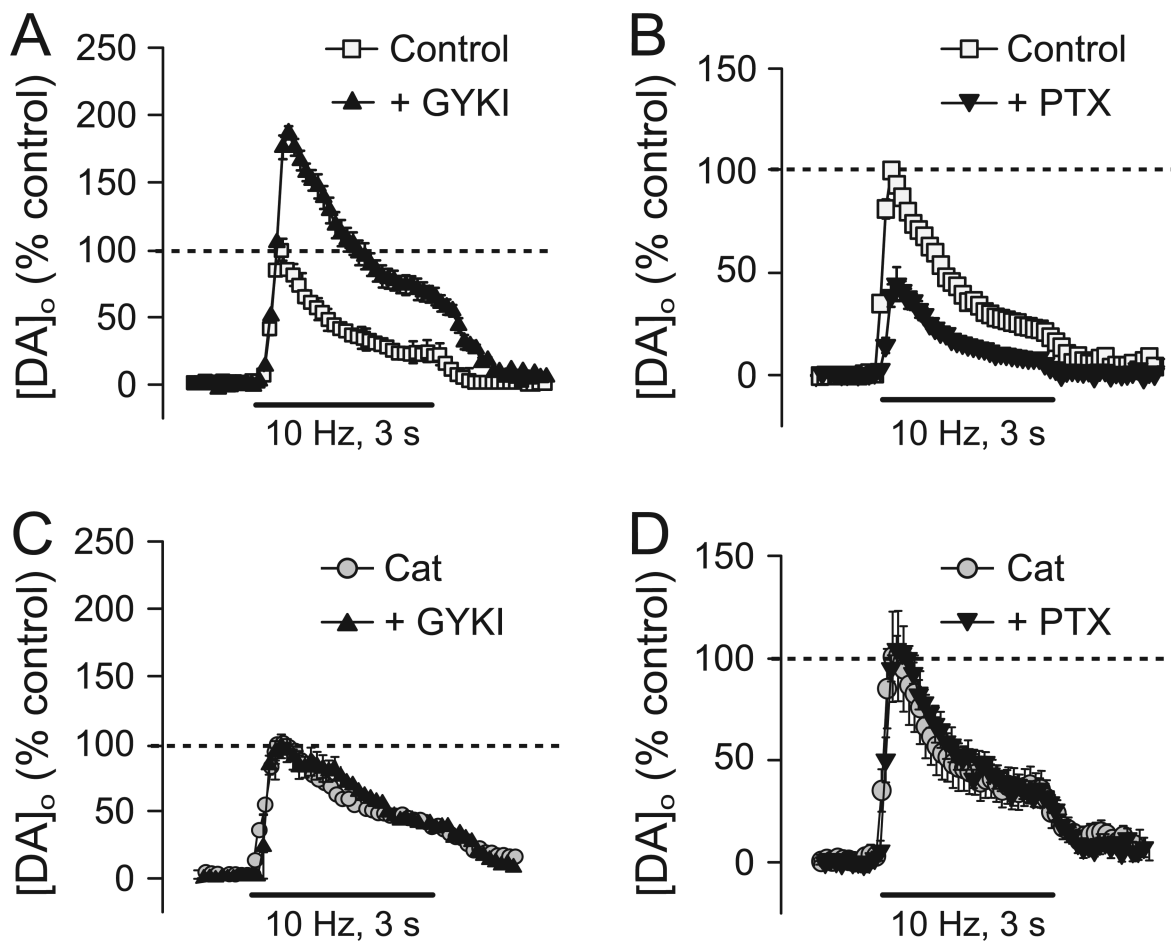 A
250
200
150
100
50
0
[DA]o (% control)
Control
+ GYKI
10 Hz, 3 s
B
150
100
50
0
[DA]o (% control)
Control
+ PTX
10 Hz, 3 s
C
250
200
150
100
50
0
[DA]o (% control)
Cat
+ GYKI
10 Hz, 3 s
D
150
100
50
0
[DA]o (% control)
Cat
+ PTX
10 Hz, 3 s